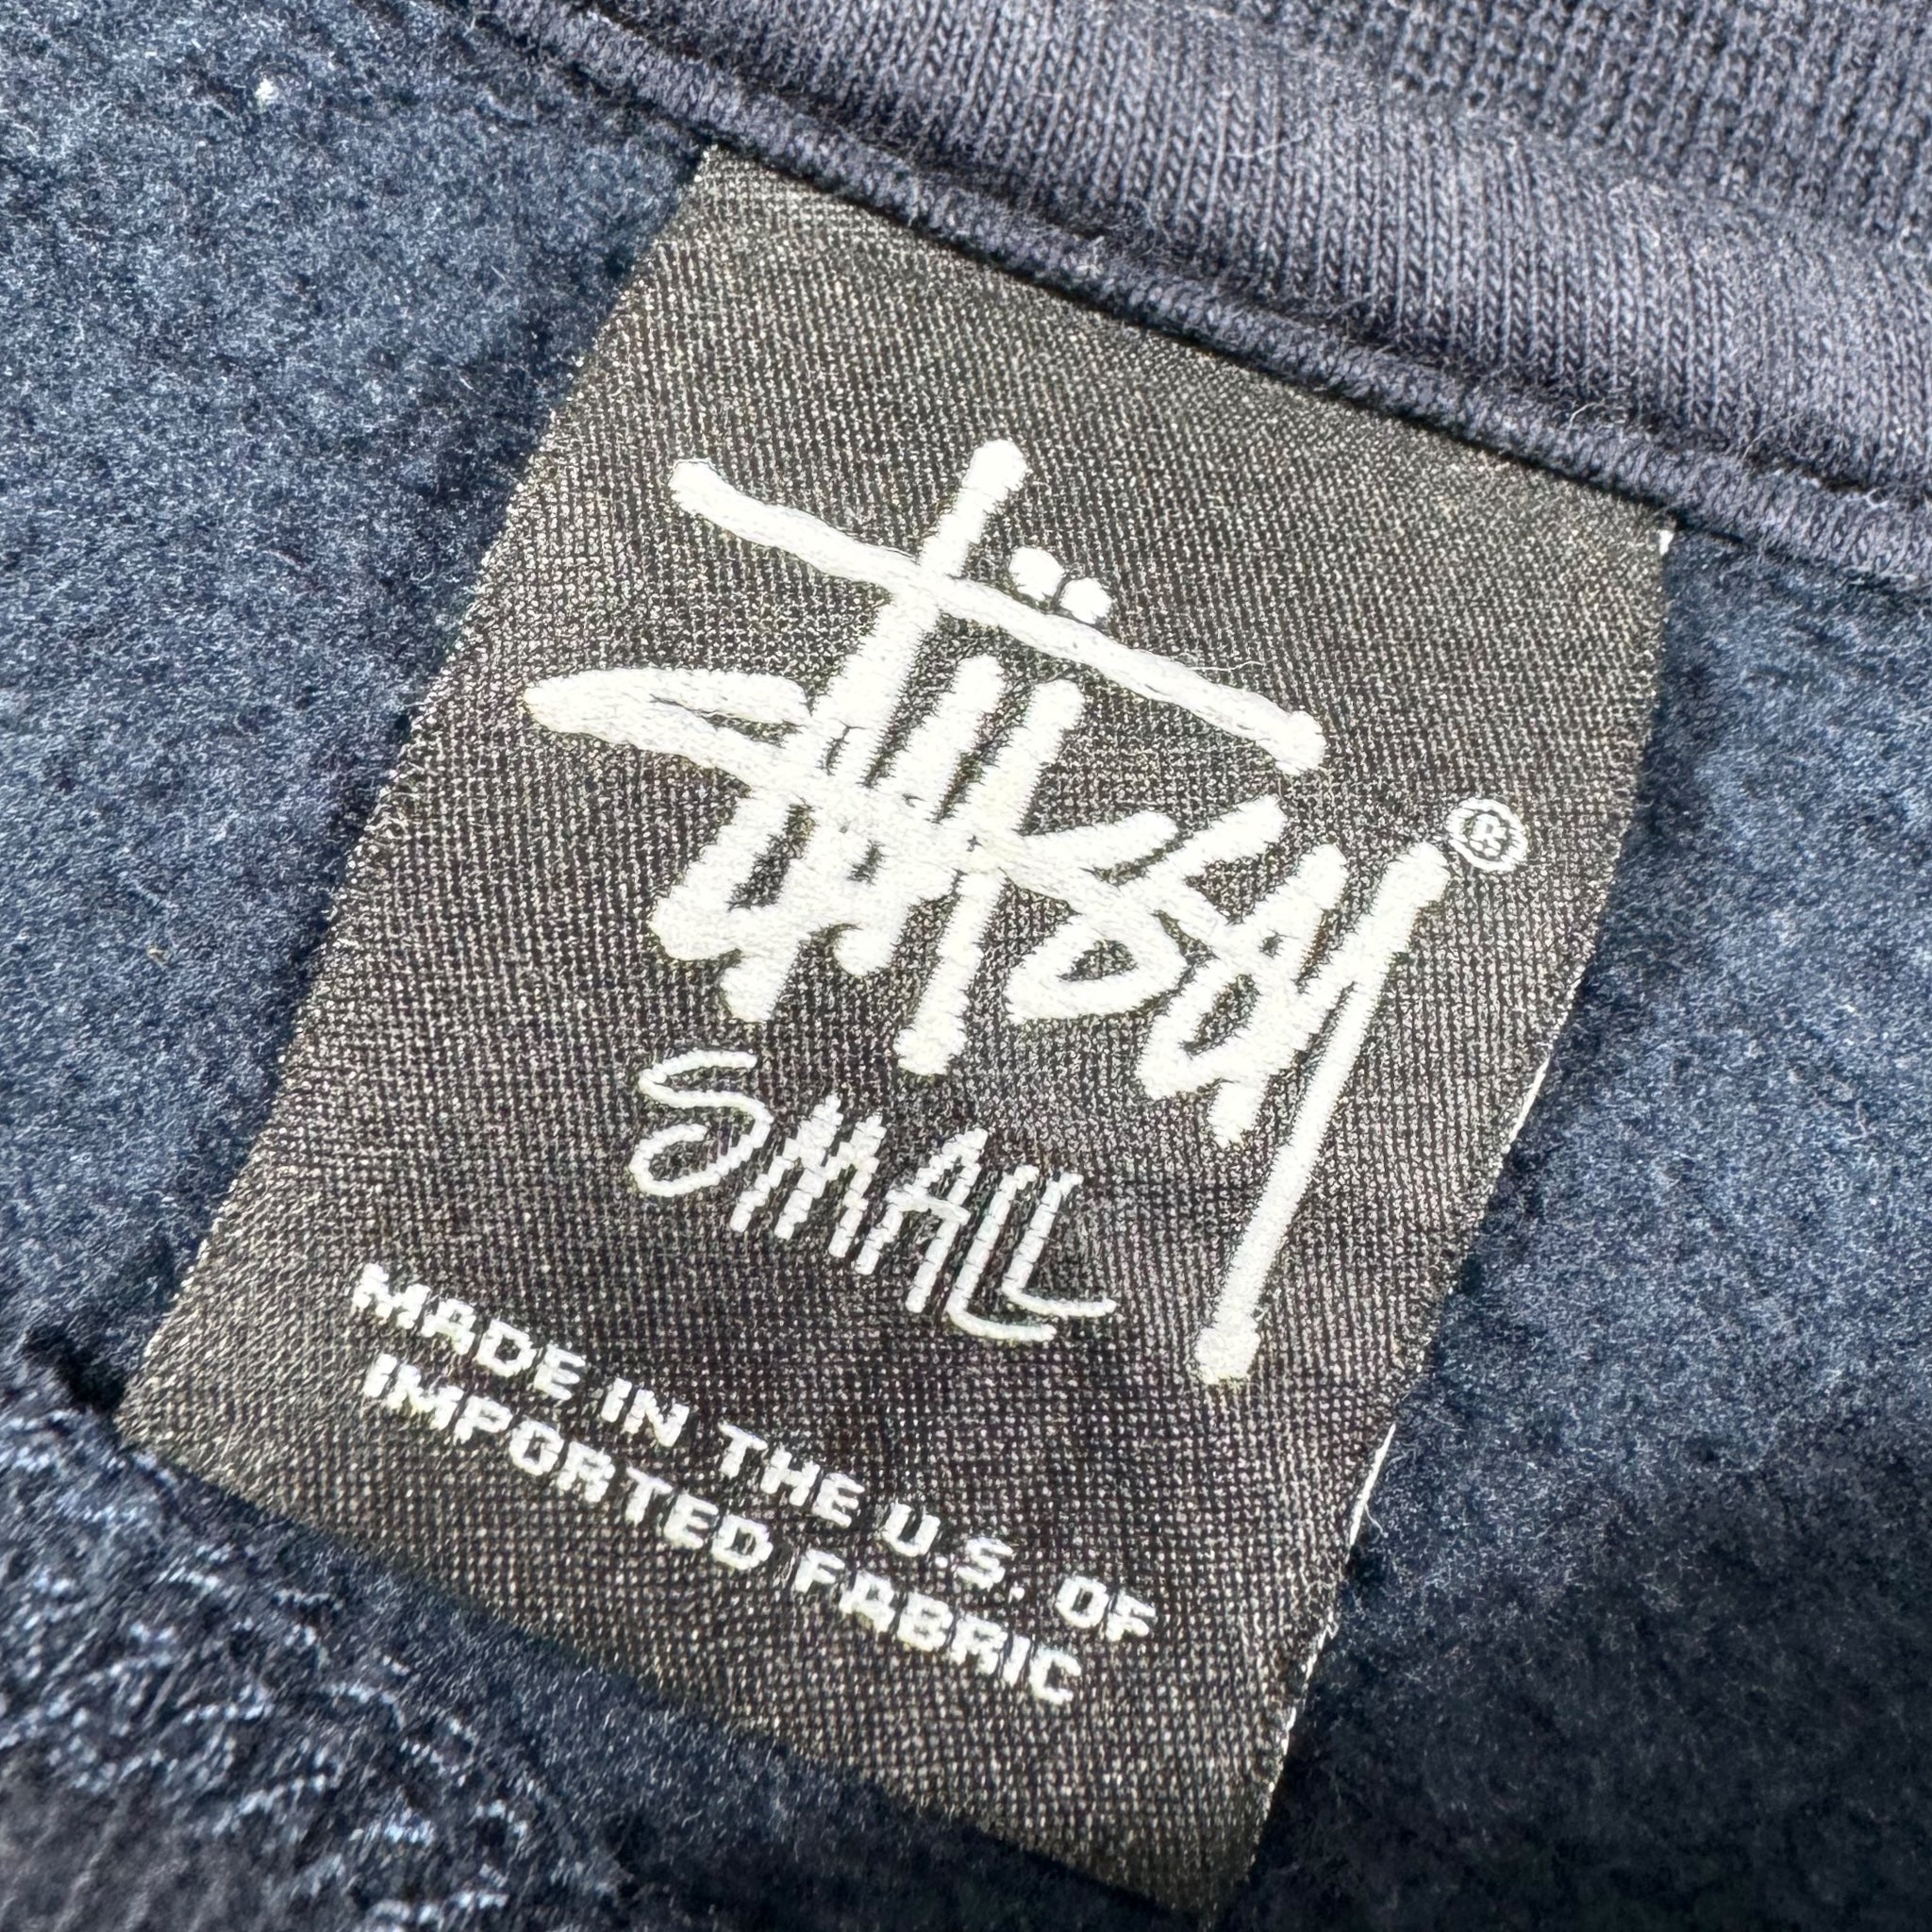 Stüssy ®
SMALL
MADE IN THE U.S. OF
IMPORTED FABRIC